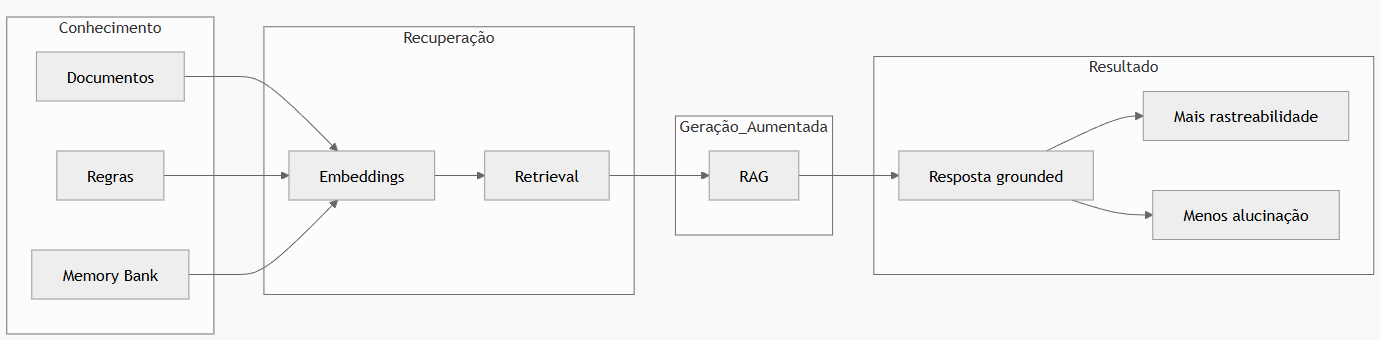 Conhecimento
Documentos
Regras
Memory Bank
Recuperação
Embeddings
Retrieval
Geração_Aumentada
RAG
Resultado
Resposta grounded
Mais rastreabilidade
Menos alucinação